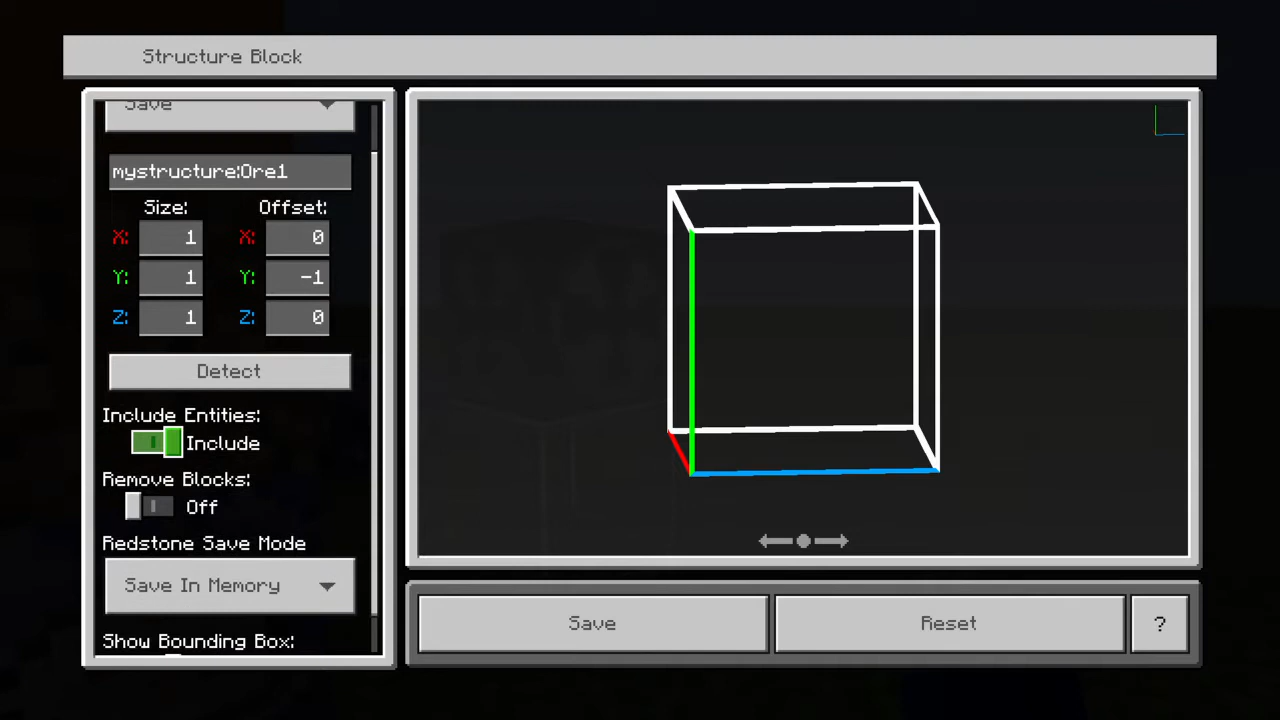 Structure Block
Save
mystructure:Ore1
Size: Offset:
X: 1 X: 0
Y: 1 Y: -1
Z: 1 Z: 0
Detect
Include Entities:
Include
Remove Blocks:
Off
Redstone Save Mode
Save In Memory
Show Bounding Box:
Save Reset ?